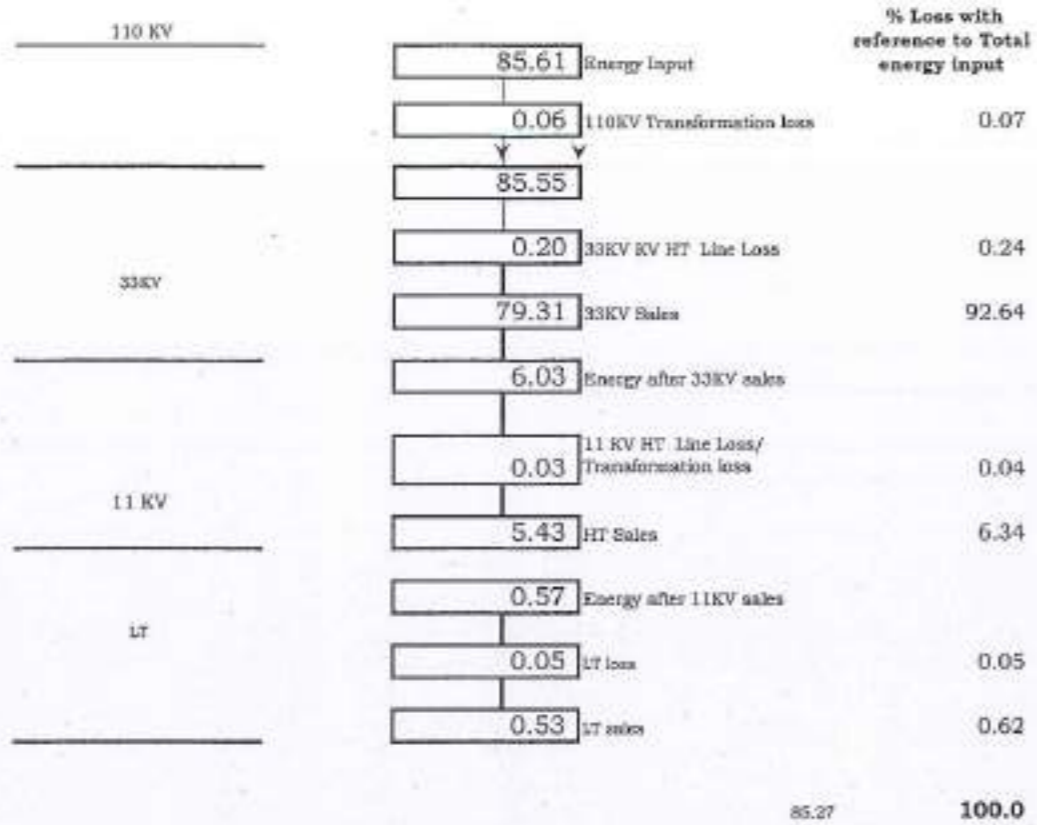 % Loss with
reference to Total
energy input
110 KV
85.61 Energy Input
0.06 110KV Transformation loss 0.07
85.55
0.20 33KV KV HT Line Loss 0.24
33KV
79.31 33KV Sales 92.64
6.03 Energy after 33KV sales
11 KV HT Line Loss/
0.03 Transformation loss 0.04
11 KV
5.43 HT Sales 6.34
0.57 Energy after 11KV sales
LT
0.05 LT loss 0.05
0.53 LT sales 0.62
85.27 100.0